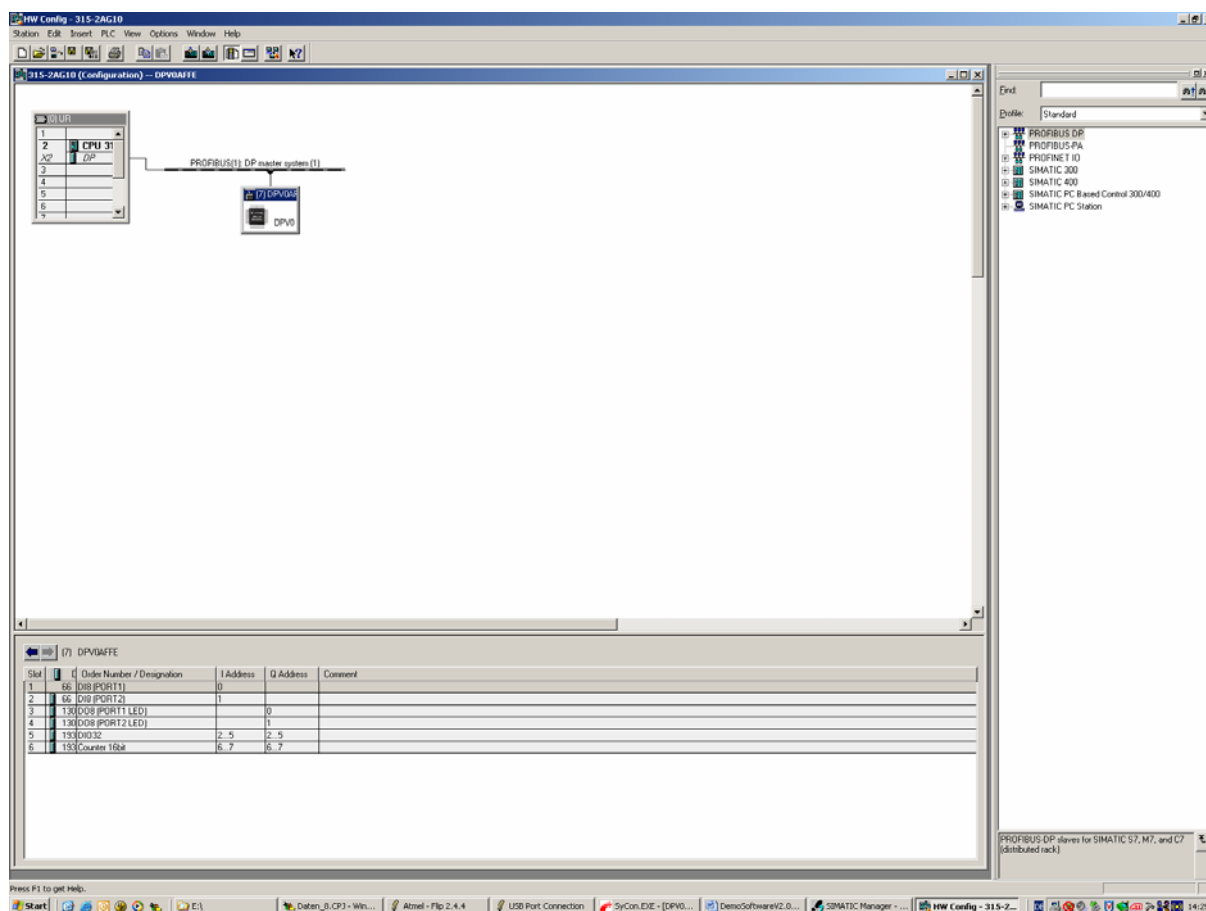 HW Config - 315-2AG10
Station Edit Insert PLC View Options Window Help
315-2AG10 (Configuration) -- DPV0AFFE
(0) UR
1
2 CPU 31
X2 DP
3
4
5
6
7
PROFIBUS(1): DP master system (1)
(7) DPV0AF
DPV0
Find:
Profile: Standard
PROFIBUS DP
PROFIBUS-PA
PROFINET IO
SIMATIC 300
SIMATIC 400
SIMATIC PC Based Control 300/400
SIMATIC PC Station
(7) DPV0AFFE
Slot Order Number / Designation I Address Q Address Comment
1 66 DI8 (PORT1) 0
2 66 DI8 (PORT2) 1
3 130 DO8 (PORT1 LED) 0
4 130 DO8 (PORT2 LED) 1
5 193 DIO32 2...5 2...5
6 193 Counter 16bit 6...7 6...7
PROFIBUS-DP slaves for SIMATIC S7, M7, and C7
(distributed rack)
Press F1 to get Help.
Start E:\ Daten_B.CPJ - Win... Atmel - Flip 2.4.4 USB Port Connection SyCon.EXE - [DPV0... DemoSoftwareV2.0... SIMATIC Manager - ... HW Config - 315-2... 14:25